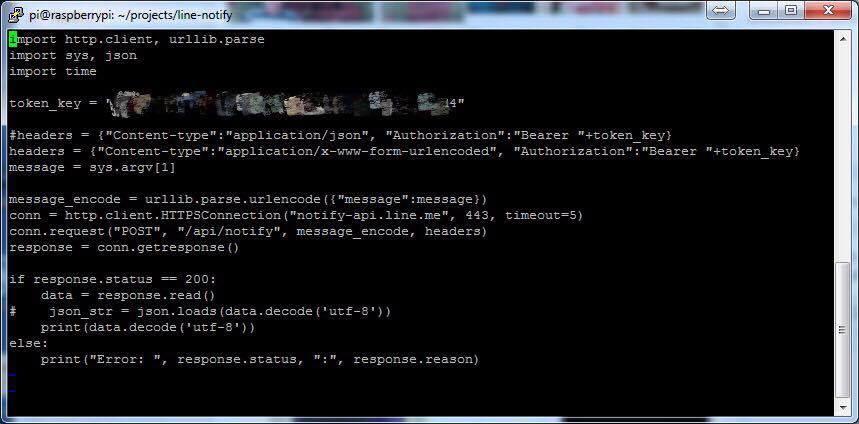 pi@raspberrypi: ~/projects/line-notify
import http.client, urllib.parse
import sys, json
import time
token_key = "4"
#headers = {"Content-type":"application/json", "Authorization":"Bearer "+token_key}
headers = {"Content-type":"application/x-www-form-urlencoded", "Authorization":"Bearer "+token_key}
message = sys.argv[1]
message_encode = urllib.parse.urlencode({"message":message})
conn = http.client.HTTPSConnection("notify-api.line.me", 443, timeout=5)
conn.request("POST", "/api/notify", message_encode, headers)
response = conn.getresponse()
if response.status == 200:
    data = response.read()
#    json_str = json.loads(data.decode('utf-8'))
    print(data.decode('utf-8'))
else:
    print("Error: ", response.status, ":", response.reason)
~
~